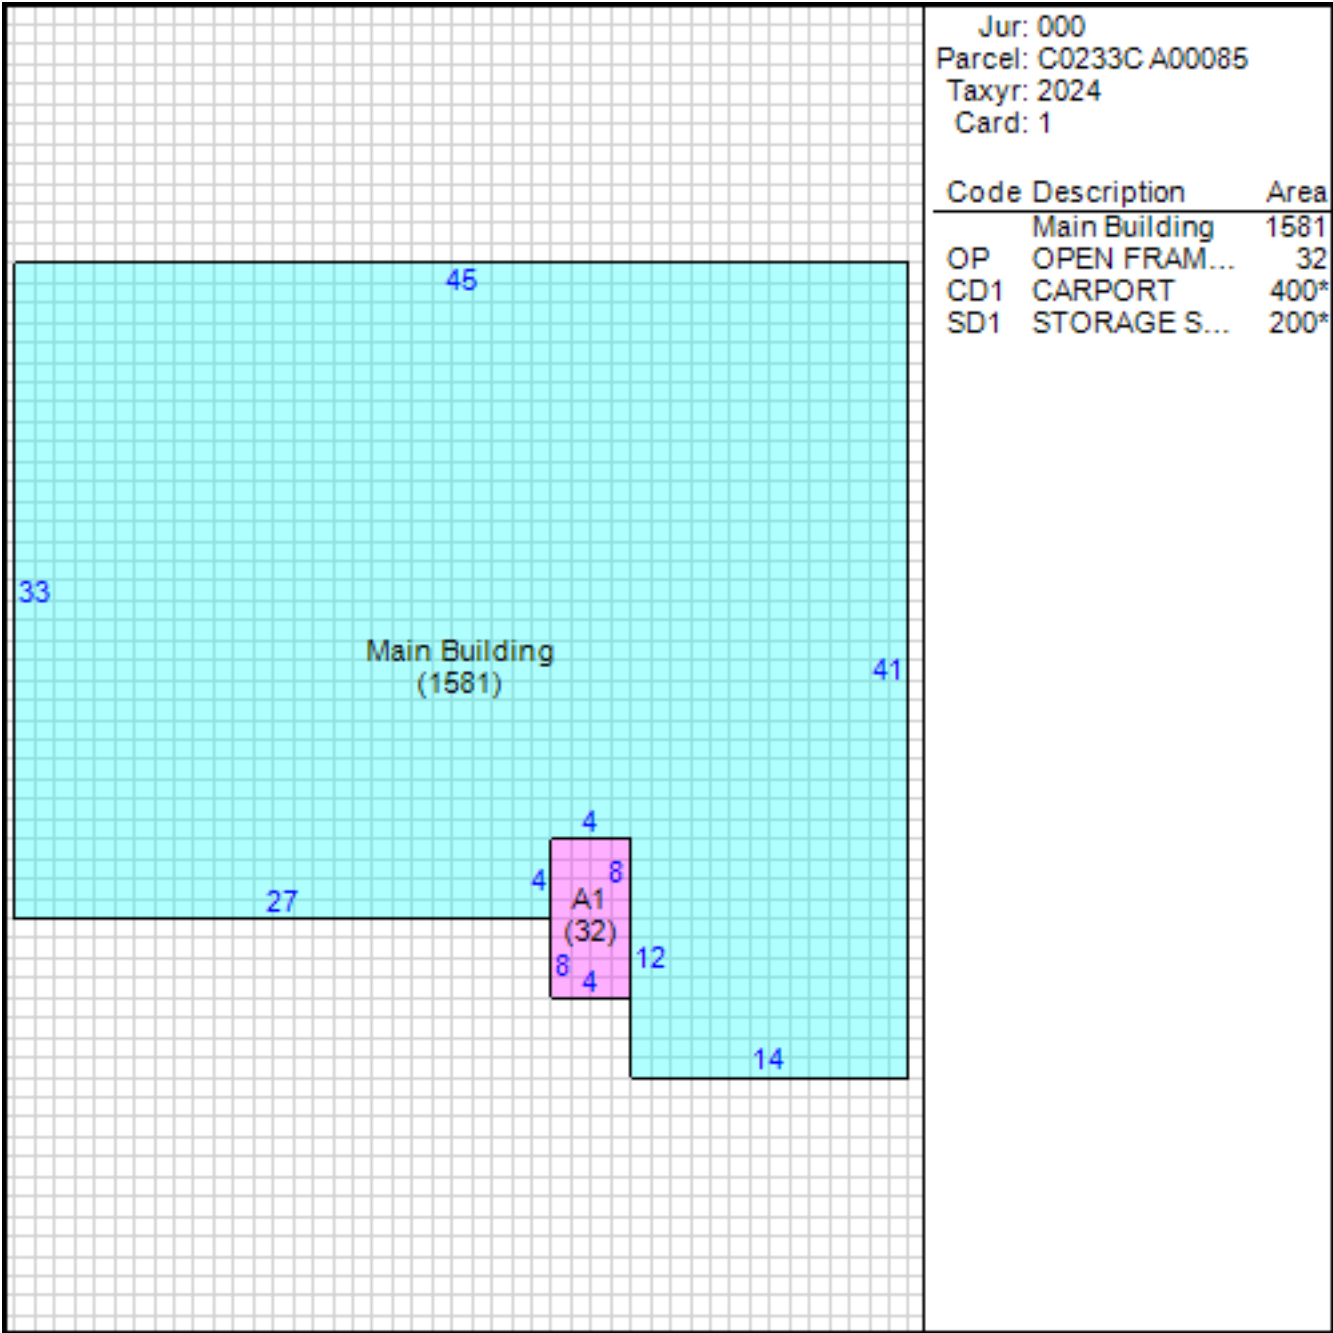 Jur: 000
Parcel: C0233C A00085
Taxyr: 2024
Card: 1
Code Description Area
Main Building 1581
OP OPEN FRAM... 32
CD1 CARPORT 400*
SD1 STORAGE S... 200*
45
33
Main Building
(1581)
41
4
4
8
A1
(32)
27
8
4
12
14